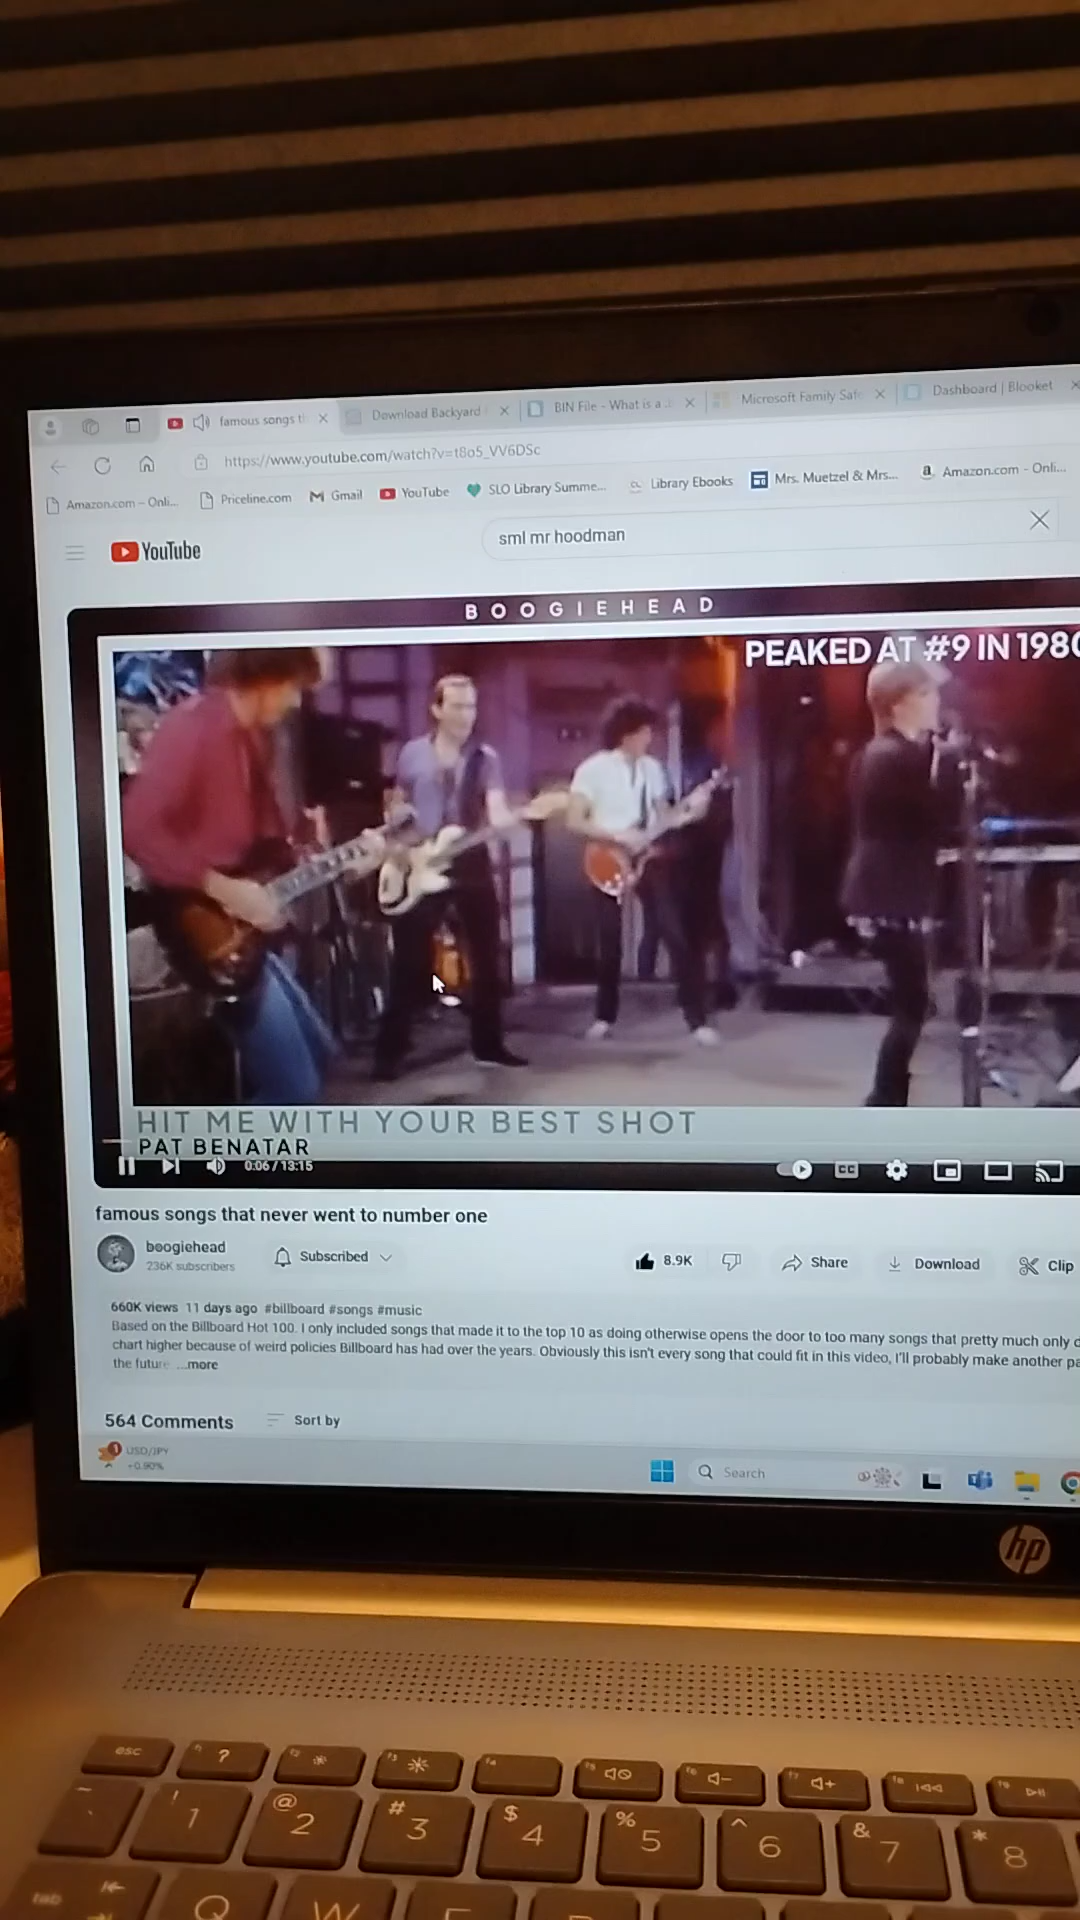 famous songs t
Download Backyard
BIN File - What is a
Microsoft Family Saf
Dashboard | Blooket
https://www.youtube.com/watch?v=t8o5_VV6DSc
Amazon.com – Onli...
Priceline.com
Gmail
YouTube
SLO Library Summe...
Library Ebooks
Mrs. Muetzel & Mrs...
Amazon.com - Onli...
YouTube
sml mr hoodman
BOOGIEHEAD
PEAKED AT #9 IN 1980
HIT ME WITH YOUR BEST SHOT
PAT BENATAR
0:06 / 13:15
CC
famous songs that never went to number one
boogiehead
236K subscribers
Subscribed
8.9K
Share
Download
Clip
660K views 11 days ago #billboard #songs #music
Based on the Billboard Hot 100. I only included songs that made it to the top 10 as doing otherwise opens the door to too many songs that pretty much only
chart higher because of weird policies Billboard has had over the years. Obviously this isn't every song that could fit in this video, I'll probably make another pa
the future ...more
564 Comments
Sort by
1
USD/JPY
+0.90%
Search
hp
esc
?
! 1
@ 2
# 3
$ 4
% 5
^ 6
& 7
* 8
tab
Q
W